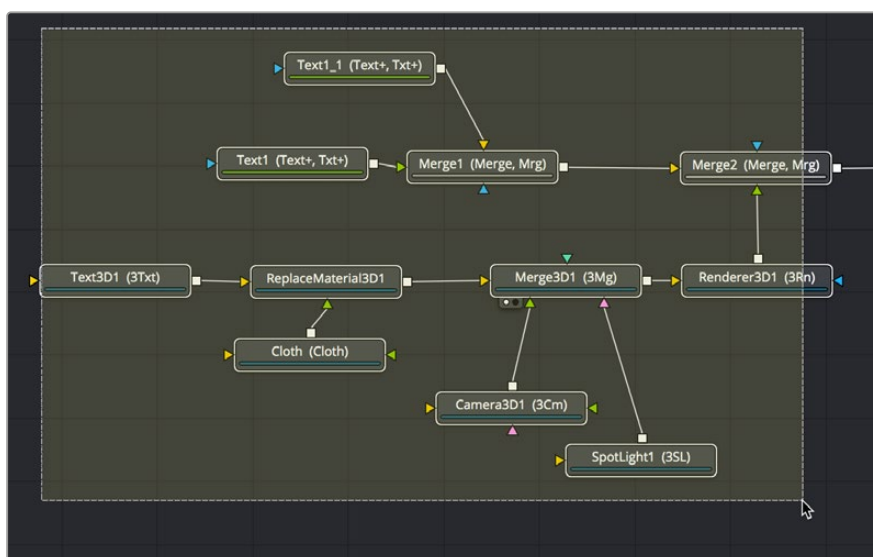 Text1_1 (Text+, Txt+)
Text1 (Text+, Txt+)
Merge1 (Merge, Mrg)
Merge2 (Merge, Mrg)
Text3D1 (3Txt)
ReplaceMaterial3D1
Merge3D1 (3Mg)
Renderer3D1 (3Rn)
Cloth (Cloth)
Camera3D1 (3Cm)
SpotLight1 (3SL)